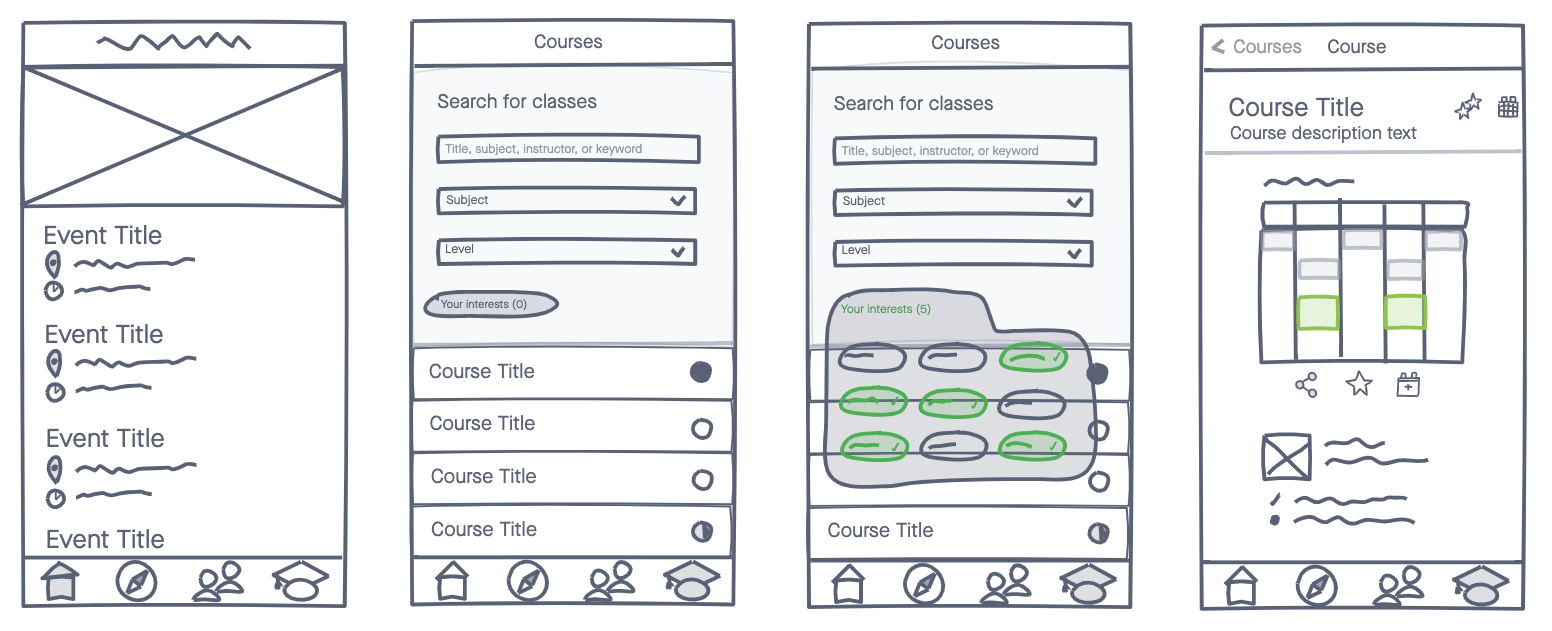 Event Title
Event Title
Event Title
Event Title
Courses
Search for classes
Title, subject, instructor, or keyword
Subject
Level
Your interests (0)
Course Title
Course Title
Course Title
Course Title
Courses
Search for classes
Title, subject, instructor, or keyword
Subject
Level
Your interests (5)
Course Title
Courses Course
Course Title
Course description text